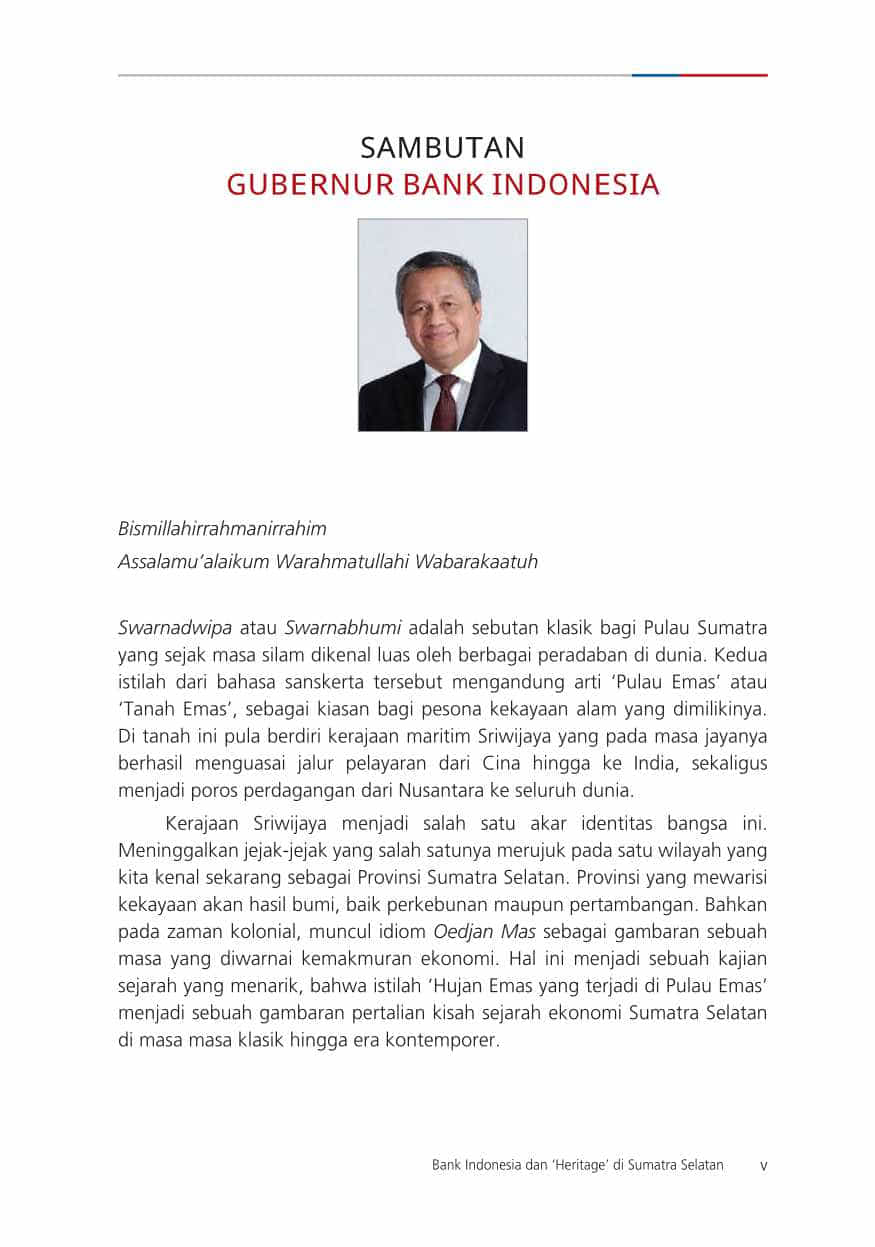 SAMBUTAN
GUBERNUR BANK INDONESIA
Bismillahirrahmanirrahim
Assalamu’alaikum Warahmatullahi Wabarakaatuh
Swarnadwipa atau Swarnabhumi adalah sebutan klasik bagi Pulau Sumatra
yang sejak masa silam dikenal luas oleh berbagai peradaban di dunia. Kedua
istilah dari bahasa sanskerta tersebut mengandung arti ‘Pulau Emas’ atau
‘Tanah Emas’, sebagai kiasan bagi pesona kekayaan alam yang dimilikinya.
Di tanah ini pula berdiri kerajaan maritim Sriwijaya yang pada masa jayanya
berhasil menguasai jalur pelayaran dari Cina hingga ke India, sekaligus
menjadi poros perdagangan dari Nusantara ke seluruh dunia.
Kerajaan Sriwijaya menjadi salah satu akar identitas bangsa ini.
Meninggalkan jejak-jejak yang salah satunya merujuk pada satu wilayah yang
kita kenal sekarang sebagai Provinsi Sumatra Selatan. Provinsi yang mewarisi
kekayaan akan hasil bumi, baik perkebunan maupun pertambangan. Bahkan
pada zaman kolonial, muncul idiom Oedjan Mas sebagai gambaran sebuah
masa yang diwarnai kemakmuran ekonomi. Hal ini menjadi sebuah kajian
sejarah yang menarik, bahwa istilah ‘Hujan Emas yang terjadi di Pulau Emas’
menjadi sebuah gambaran pertalian kisah sejarah ekonomi Sumatra Selatan
di masa masa klasik hingga era kontemporer.
Bank Indonesia dan ‘Heritage’ di Sumatra Selatan v